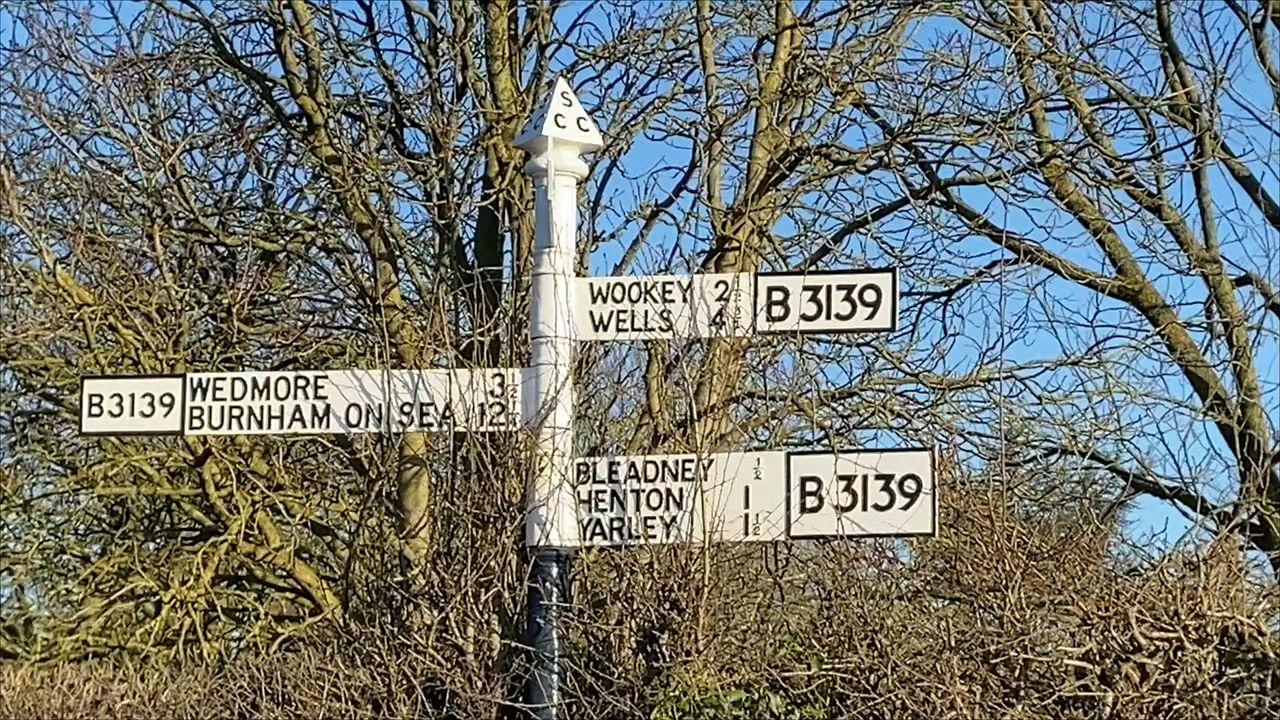 S
C C
WOOKEY 2
WELLS 4
B 3139
B3139
WEDMORE 3
BURNHAM ON SEA 12
BLEADNEY ½
HENTON 1
YARLEY 1½
B 3139